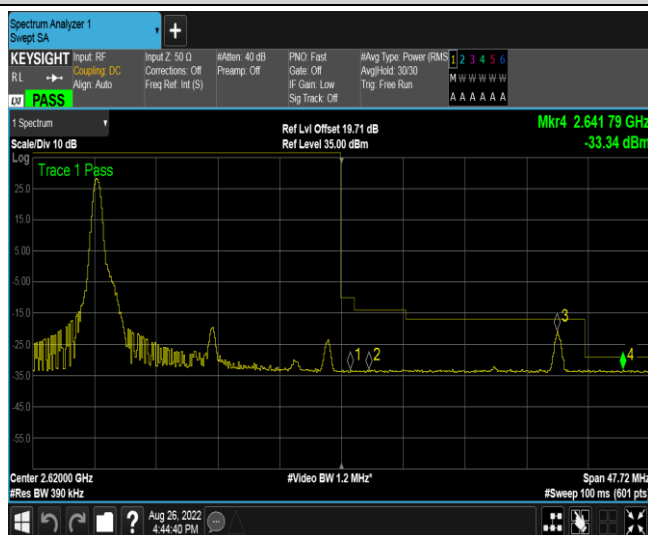 Spectrum Analyzer 1
Swept SA
+
KEYSIGHT
Input: RF
Coupling: DC
Align: Auto
Input Z: 50 Ω
Corrections: Off
Freq Ref: Int (S)
#Atten: 40 dB
Preamp: Off
PNO: Fast
Gate: Off
IF Gain: Low
Sig Track: Off
#Avg Type: Power (RMS
Avg|Hold: 30/30
Trig: Free Run
1 2 3 4 5 6
M W W W W W
A A A A A A
R L
LXI
PASS
1 Spectrum
Scale/Div 10 dB
Ref Lvl Offset 19.71 dB
Ref Level 35.00 dBm
Mkr4 2.641 79 GHz
-33.34 dBm
Log
Trace 1 Pass
25.0
15.0
5.00
-5.00
-15.0
-25.0
-35.0
-45.0
-55.0
1
2
3
4
Center 2.62000 GHz
#Res BW 390 kHz
#Video BW 1.2 MHz*
Span 47.72 MHz
#Sweep 100 ms (601 pts)
?
Aug 26, 2022
4:44:40 PM